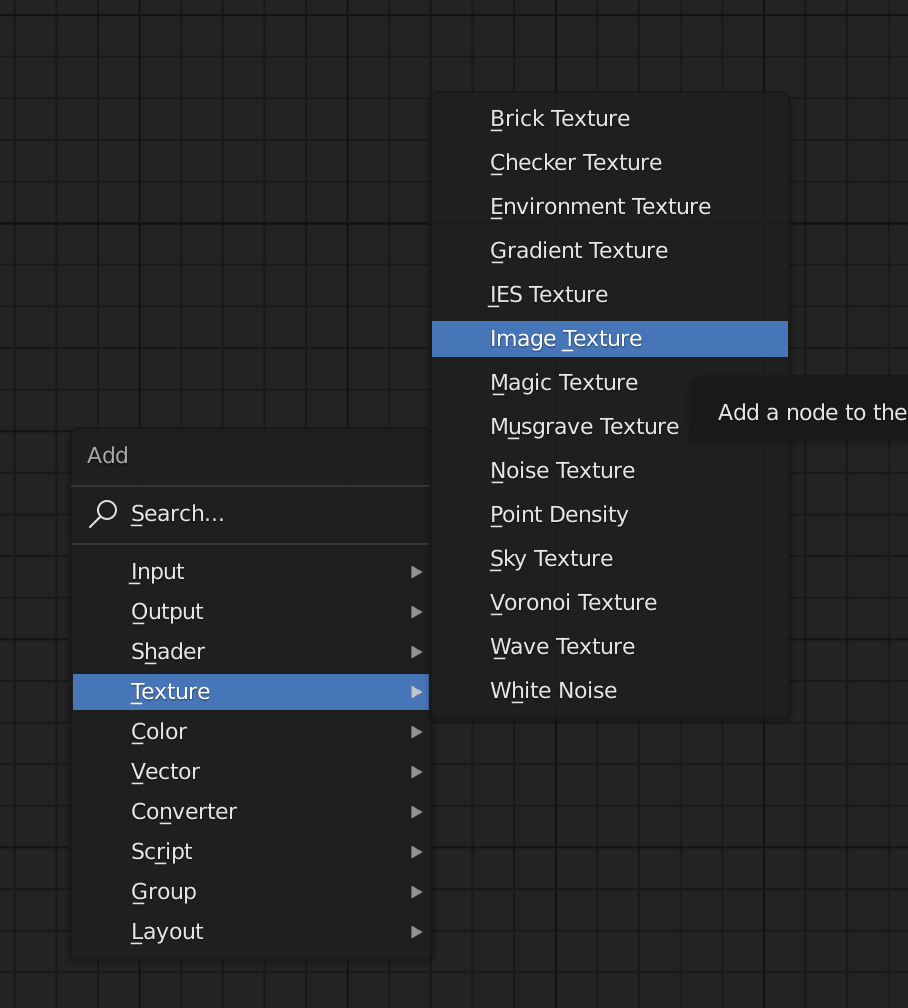 Brick Texture
Checker Texture
Environment Texture
Gradient Texture
IES Texture
Image Texture
Magic Texture
Musgrave Texture
Noise Texture
Point Density
Sky Texture
Voronoi Texture
Wave Texture
White Noise
Add a node to the
Add
Search...
Input
Output
Shader
Texture
Color
Vector
Converter
Script
Group
Layout